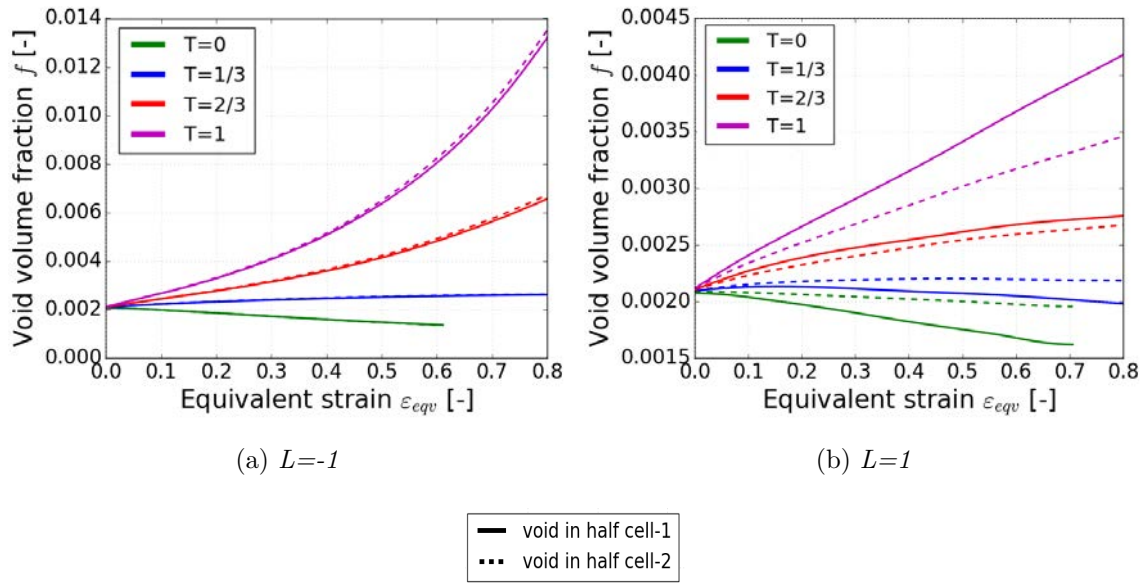 0.014
0.012
0.010
0.008
0.006
0.004
0.002
0.000
Void volume fraction f [-]
T=0
T=1/3
T=2/3
T=1
0.0 0.1 0.2 0.3 0.4 0.5 0.6 0.7 0.8
Equivalent strain ε_eqv [-]
(a) L=-1
0.0045
0.0040
0.0035
0.0030
0.0025
0.0020
0.0015
Void volume fraction f [-]
T=0
T=1/3
T=2/3
T=1
0.0 0.1 0.2 0.3 0.4 0.5 0.6 0.7 0.8
Equivalent strain ε_eqv [-]
(b) L=1
void in half cell-1
void in half cell-2